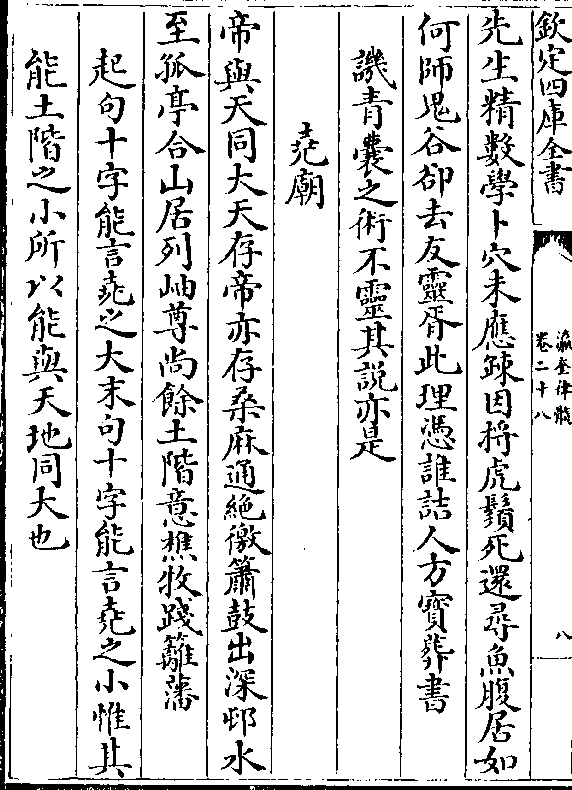 欽定四庫全書
瀛奎律髓
卷二十八
八
先生精數學卜穴未應疎因捋虎鬚死還尋魚腹居如
何師鬼谷卻去友靈胥此理憑誰詰人方寶葬書
譏青囊之術不靈其説亦是
堯廟
帝與天同大天存帝亦存桑麻通絶徼簫鼓出深邨水
至孤亭合山居列岫尊尚餘土階意樵牧踐籬藩
起句十字能言堯之大末句十字能言堯之小惟其
能土階之小所以能與天地同大也